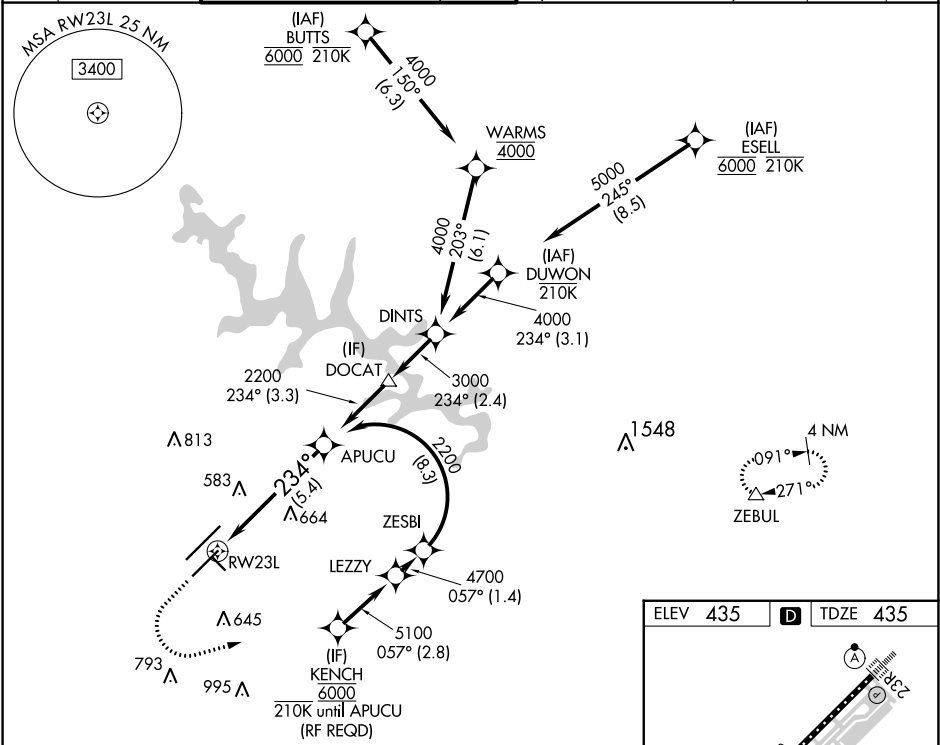 MSA RW23L 25 NM
3400
(IAF)
BUTTS
6000 210K
4000
150°
(6.3)
WARMS
4000
(IAF)
ESELL
6000 210K
5000
245°
(8.5)
4000
203°
(6.1)
(IAF)
DUWON
210K
4000
234° (3.1)
DINTS
(IF)
DOCAT
3000
234° (2.4)
2200
234° (3.3)
APUCU
2200
(8.3)
234°
(5.4)
813
583
664
1548
4 NM
091°
271°
ZEBUL
RW23L
ZESBI
LEZZY
4700
057° (1.4)
5100
057° (2.8)
(IF)
KENCH
6000
210K until APUCU
(RF REQD)
645
793
995
ELEV 435 D TDZE 435
A
23R
P